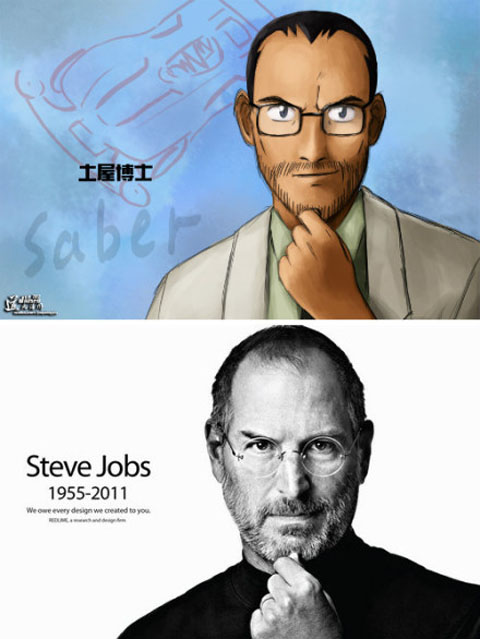 土屋博士
Saber
Steve Jobs
1955-2011
We owe every design we created to you.
REDLIME, a research and design firm